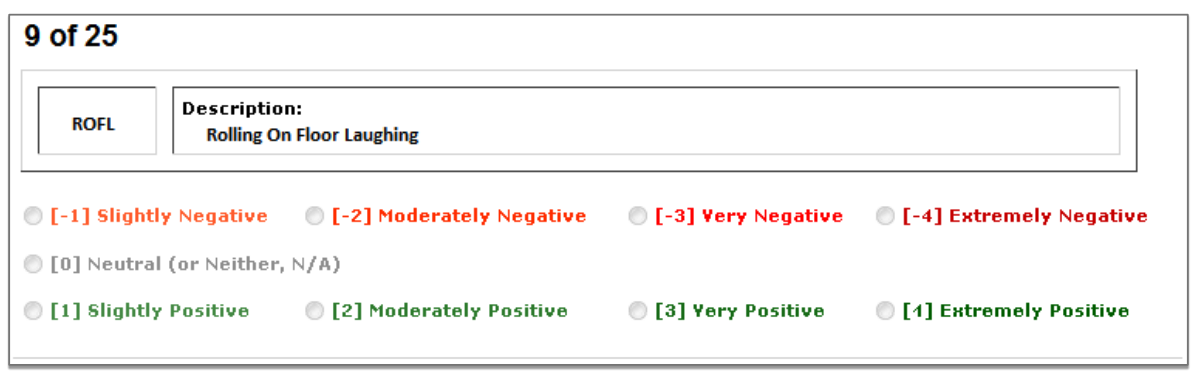 9 of 25
ROFL
Description:
Rolling On Floor Laughing
[-1] Slightly Negative [-2] Moderately Negative [-3] Very Negative [-4] Extremely Negative
[0] Neutral (or Neither, N/A)
[1] Slightly Positive [2] Moderately Positive [3] Very Positive [4] Extremely Positive